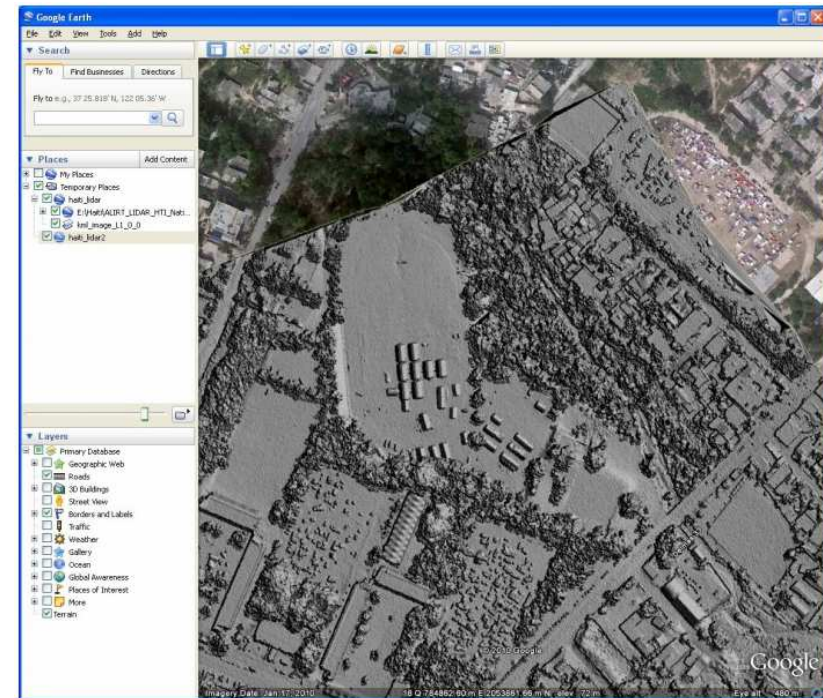 Google Earth
File Edit View Tools Add Help
Search
Fly To Find Businesses Directions
Fly to e.g., 37 25.818' N, 122 05.36' W
Places Add Content
My Places
Temporary Places
haiti_lidar
E:\Haiti\ALIRT_LIDAR_HTI_Nati...
kml_image_L1_0_0
haiti_lidar2
Layers
Primary Database
Geographic Web
Roads
3D Buildings
Street View
Borders and Labels
Traffic
Weather
Gallery
Ocean
Global Awareness
Places of Interest
More
Terrain
© 2010 Google
Google
Imagery Date: Jan 17, 2010 18 Q 784862.60 m E 2053861.66 m N elev 72 m Eye alt 480 m